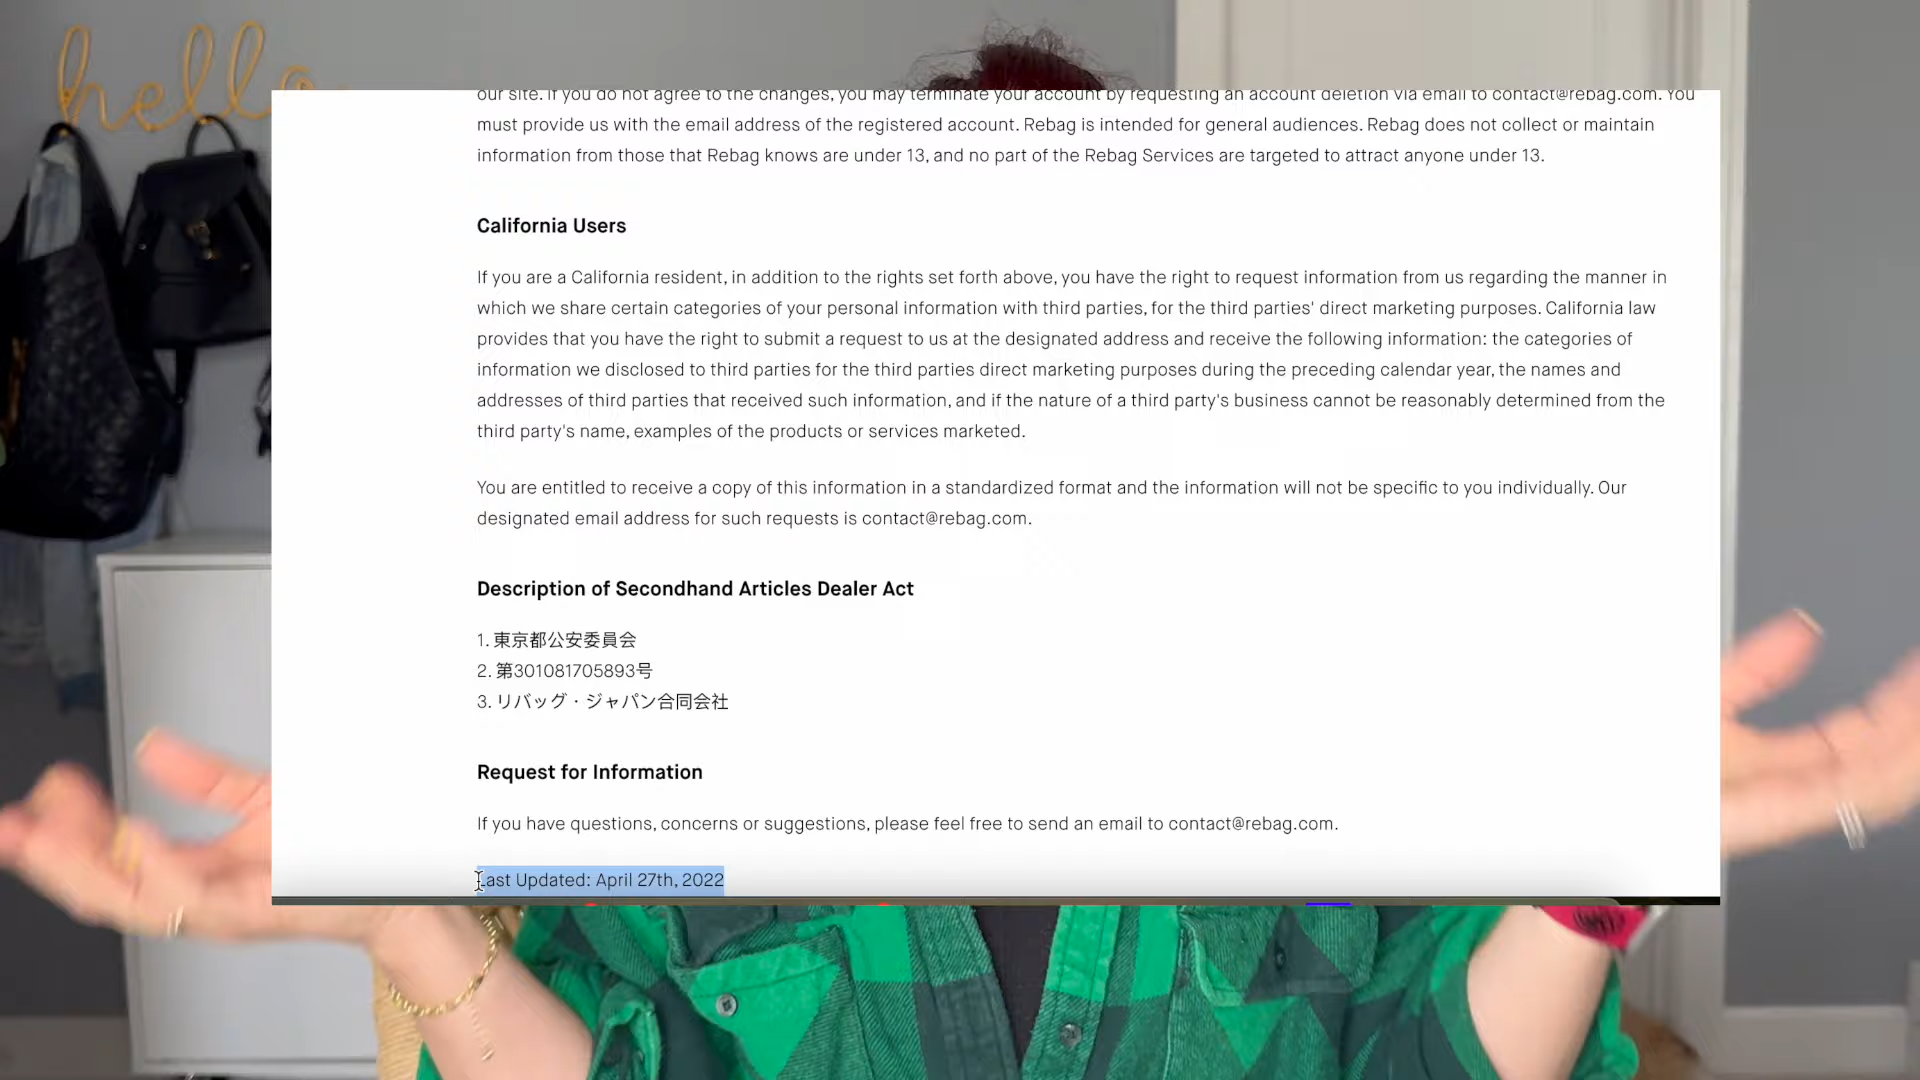 hello
our site. If you do not agree to the changes, you may terminate your account by requesting an account deletion via email to contact@rebag.com. You
must provide us with the email address of the registered account. Rebag is intended for general audiences. Rebag does not collect or maintain
information from those that Rebag knows are under 13, and no part of the Rebag Services are targeted to attract anyone under 13.
California Users
If you are a California resident, in addition to the rights set forth above, you have the right to request information from us regarding the manner in
which we share certain categories of your personal information with third parties, for the third parties' direct marketing purposes. California law
provides that you have the right to submit a request to us at the designated address and receive the following information: the categories of
information we disclosed to third parties for the third parties direct marketing purposes during the preceding calendar year, the names and
addresses of third parties that received such information, and if the nature of a third party's business cannot be reasonably determined from the
third party's name, examples of the products or services marketed.
You are entitled to receive a copy of this information in a standardized format and the information will not be specific to you individually. Our
designated email address for such requests is contact@rebag.com.
Description of Secondhand Articles Dealer Act
1. 東京都公安委員会
2. 第301081705893号
3. リバッグ・ジャパン合同会社
Request for Information
If you have questions, concerns or suggestions, please feel free to send an email to contact@rebag.com.
Last Updated: April 27th, 2022